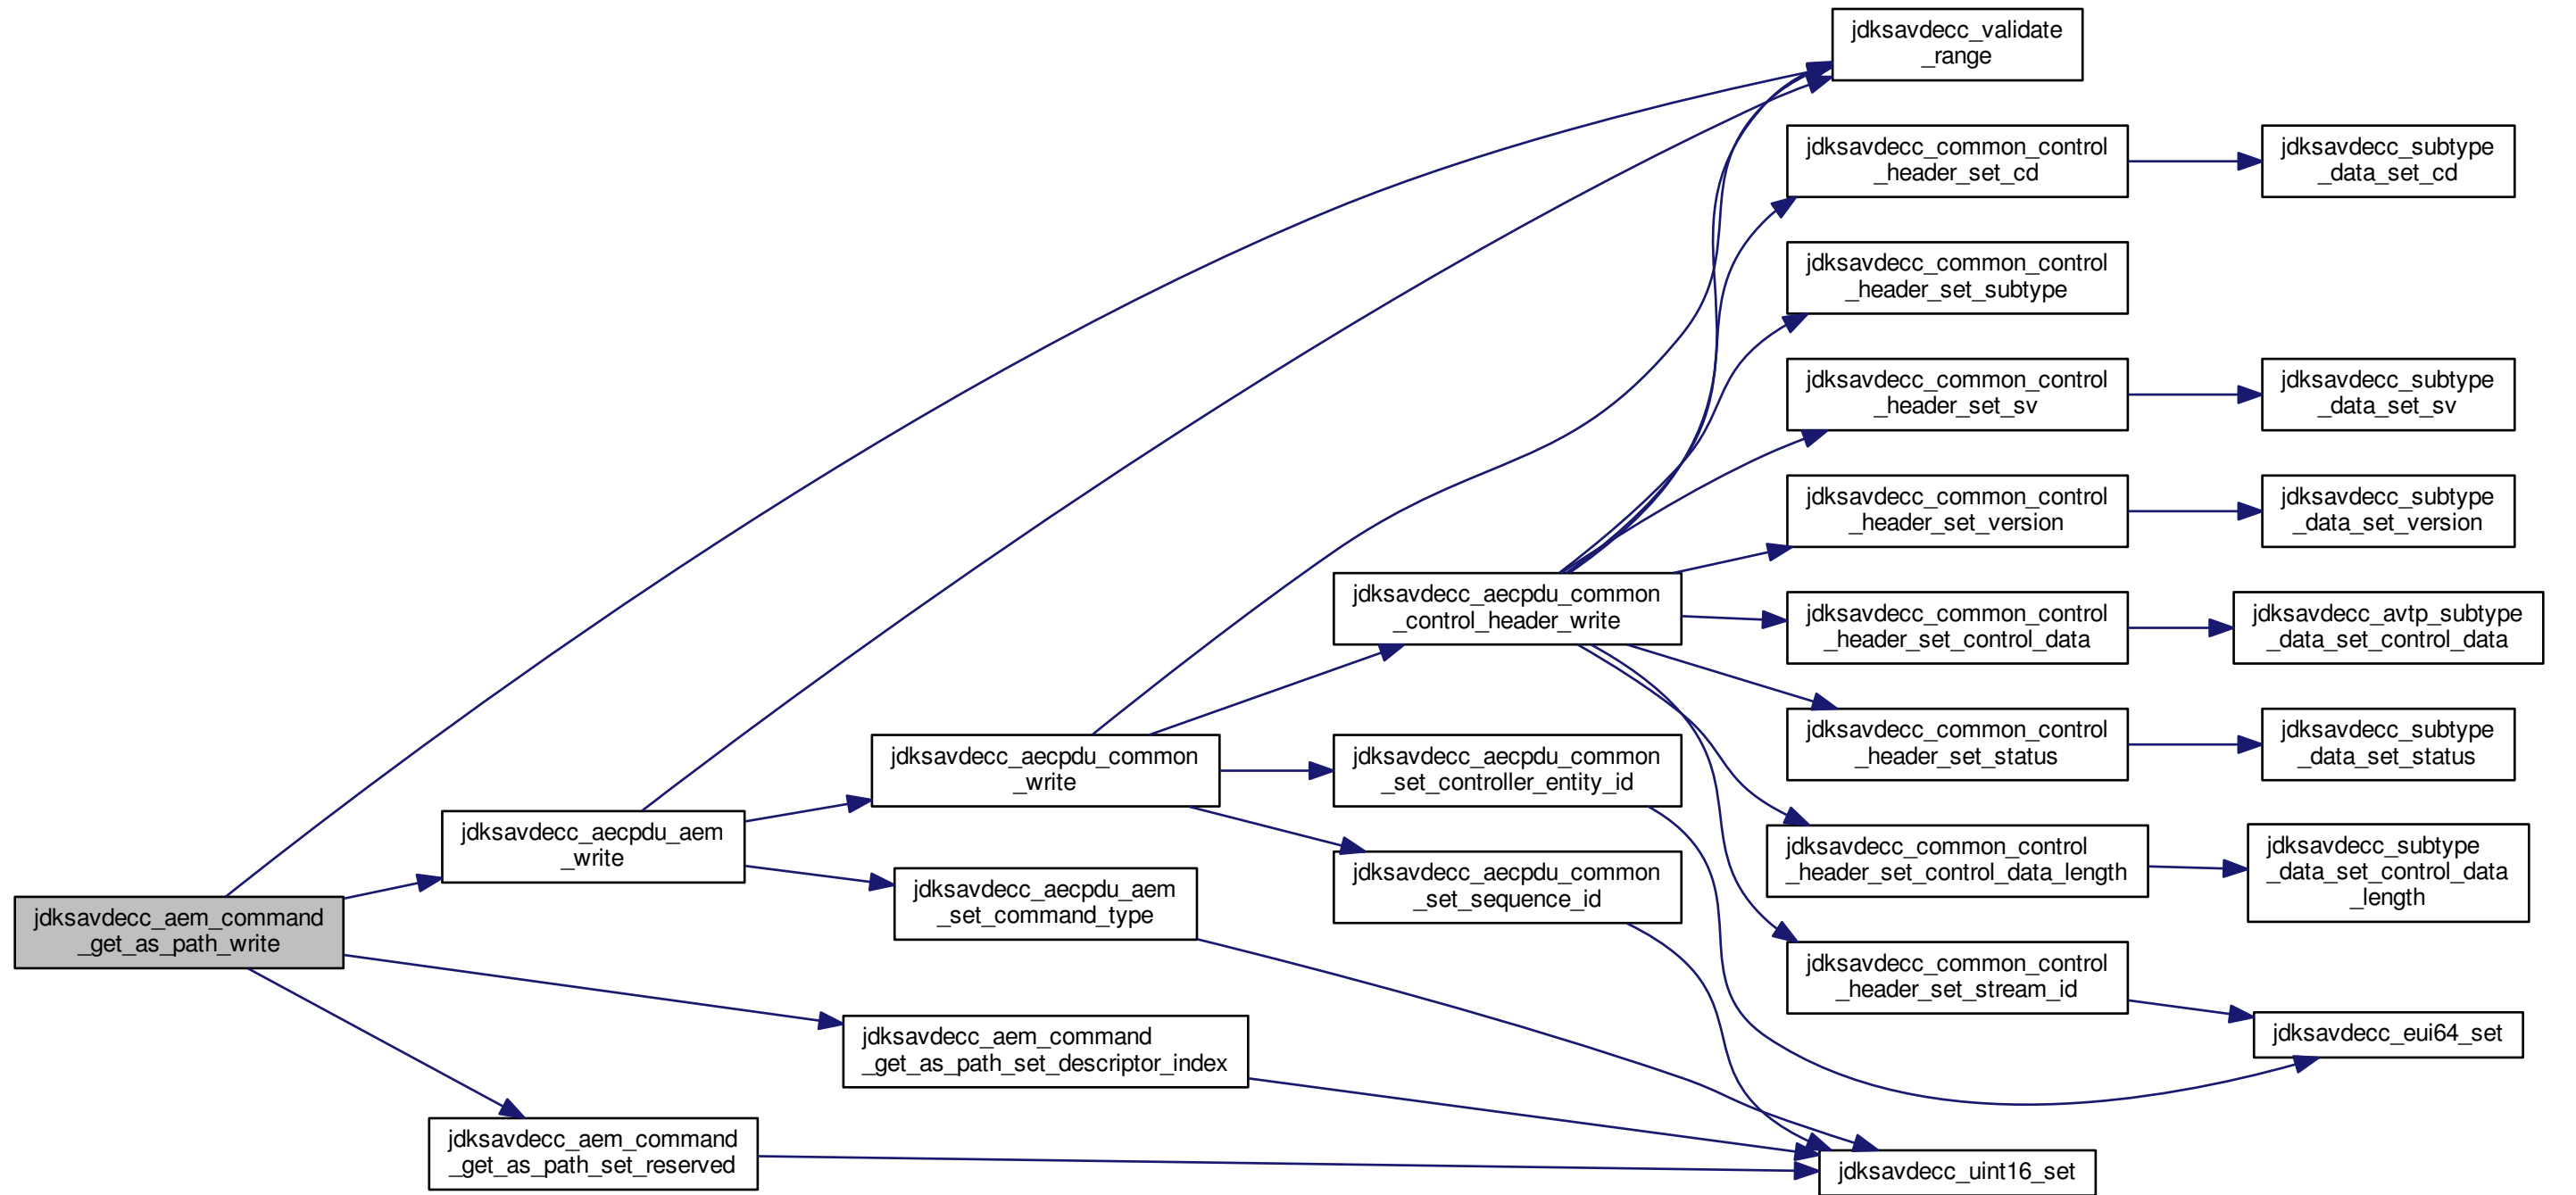 jdksavdecc_validate
_range
jdksavdecc_common_control
_header_set_cd
jdksavdecc_subtype
_data_set_cd
jdksavdecc_common_control
_header_set_subtype
jdksavdecc_common_control
_header_set_sv
jdksavdecc_subtype
_data_set_sv
jdksavdecc_common_control
_header_set_version
jdksavdecc_subtype
_data_set_version
jdksavdecc_aecpdu_common
_control_header_write
jdksavdecc_common_control
_header_set_control_data
jdksavdecc_avtp_subtype
_data_set_control_data
jdksavdecc_common_control
_header_set_status
jdksavdecc_subtype
_data_set_status
jdksavdecc_aecpdu_common
_write
jdksavdecc_aecpdu_common
_set_controller_entity_id
jdksavdecc_aecpdu_aem
_write
jdksavdecc_common_control
_header_set_control_data_length
jdksavdecc_subtype
_data_set_control_data
_length
jdksavdecc_aecpdu_common
_set_sequence_id
jdksavdecc_aecpdu_aem
_set_command_type
jdksavdecc_aem_command
_get_as_path_write
jdksavdecc_common_control
_header_set_stream_id
jdksavdecc_eui64_set
jdksavdecc_aem_command
_get_as_path_set_descriptor_index
jdksavdecc_aem_command
_get_as_path_set_reserved
jdksavdecc_uint16_set